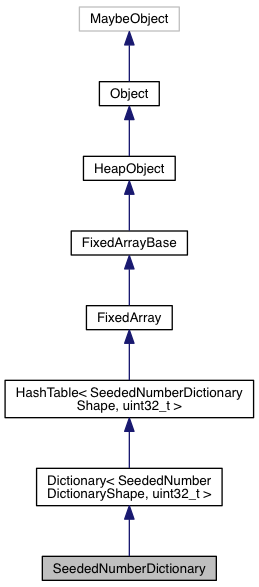 MaybeObject
Object
HeapObject
FixedArrayBase
FixedArray
HashTable< SeededNumberDictionary
Shape, uint32_t >
Dictionary< SeededNumber
DictionaryShape, uint32_t >
SeededNumberDictionary